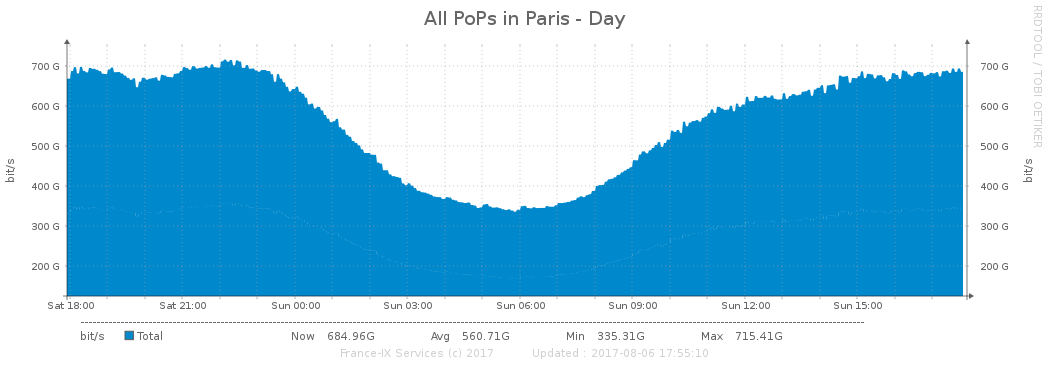 All PoPs in Paris - Day
RRDTOOL / TOBI OETIKER
bit/s
700 G
600 G
500 G
400 G
300 G
200 G
700 G
600 G
500 G
400 G
300 G
200 G
bit/s
Sat 18:00 Sat 21:00 Sun 00:00 Sun 03:00 Sun 06:00 Sun 09:00 Sun 12:00 Sun 15:00
bit/s Total Now 684.96G Avg 560.71G Min 335.31G Max 715.41G
France-IX Services (c) 2017 Updated : 2017-08-06 17:55:10